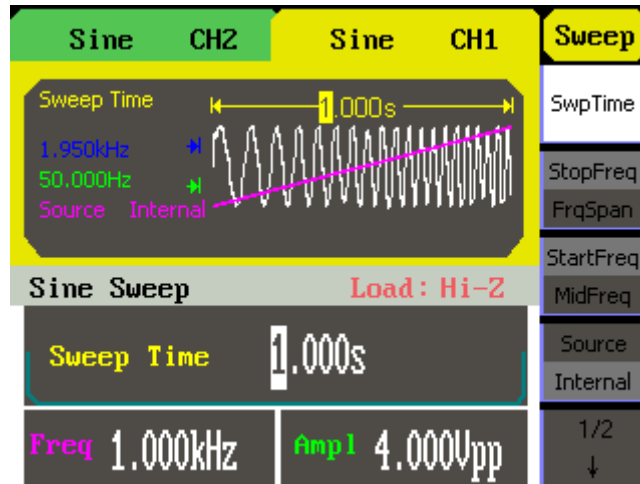 Sine CH2 Sine CH1 Sweep
Sweep Time
1.000s
1.950kHz
50.000Hz
Source Internal
Sine Sweep Load: Hi-Z
Sweep Time 1.000s
Freq 1.000kHz Ampl 4.000Vpp
SwpTime
StopFreq
FrqSpan
StartFreq
MidFreq
Source
Internal
1/2
↓